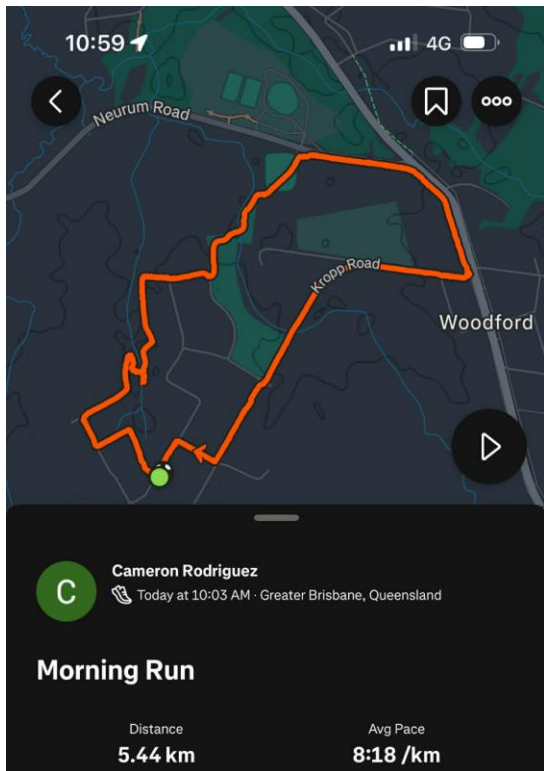 10:59
4G
Neurum Road
Kropp Road
Woodford
C
Cameron Rodriguez
Today at 10:03 AM · Greater Brisbane, Queensland
Morning Run
Distance
Avg Pace
5.44 km
8:18 /km